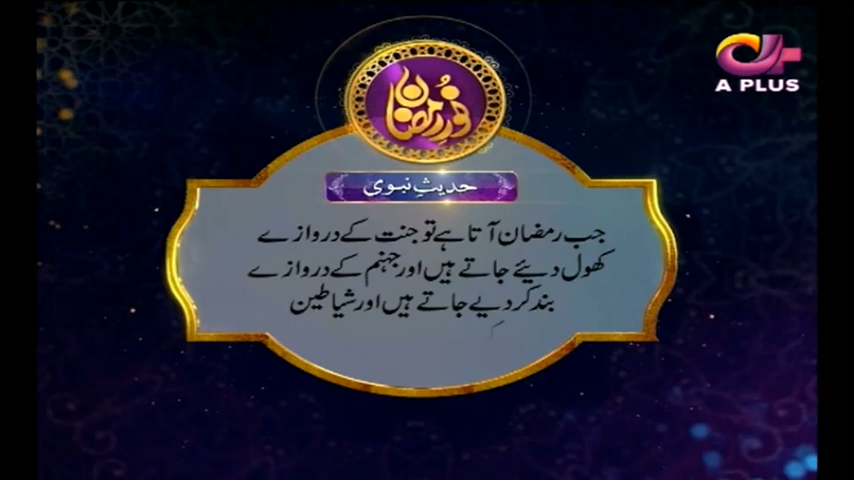 نورِ رمضان
A PLUS
حدیثِ نبوی
جب رمضان آتا ہے تو جنت کے دروازے
کھول دیئے جاتے ہیں اور جہنم کے دروازے
بند کر دیے جاتے ہیں اور شیاطین